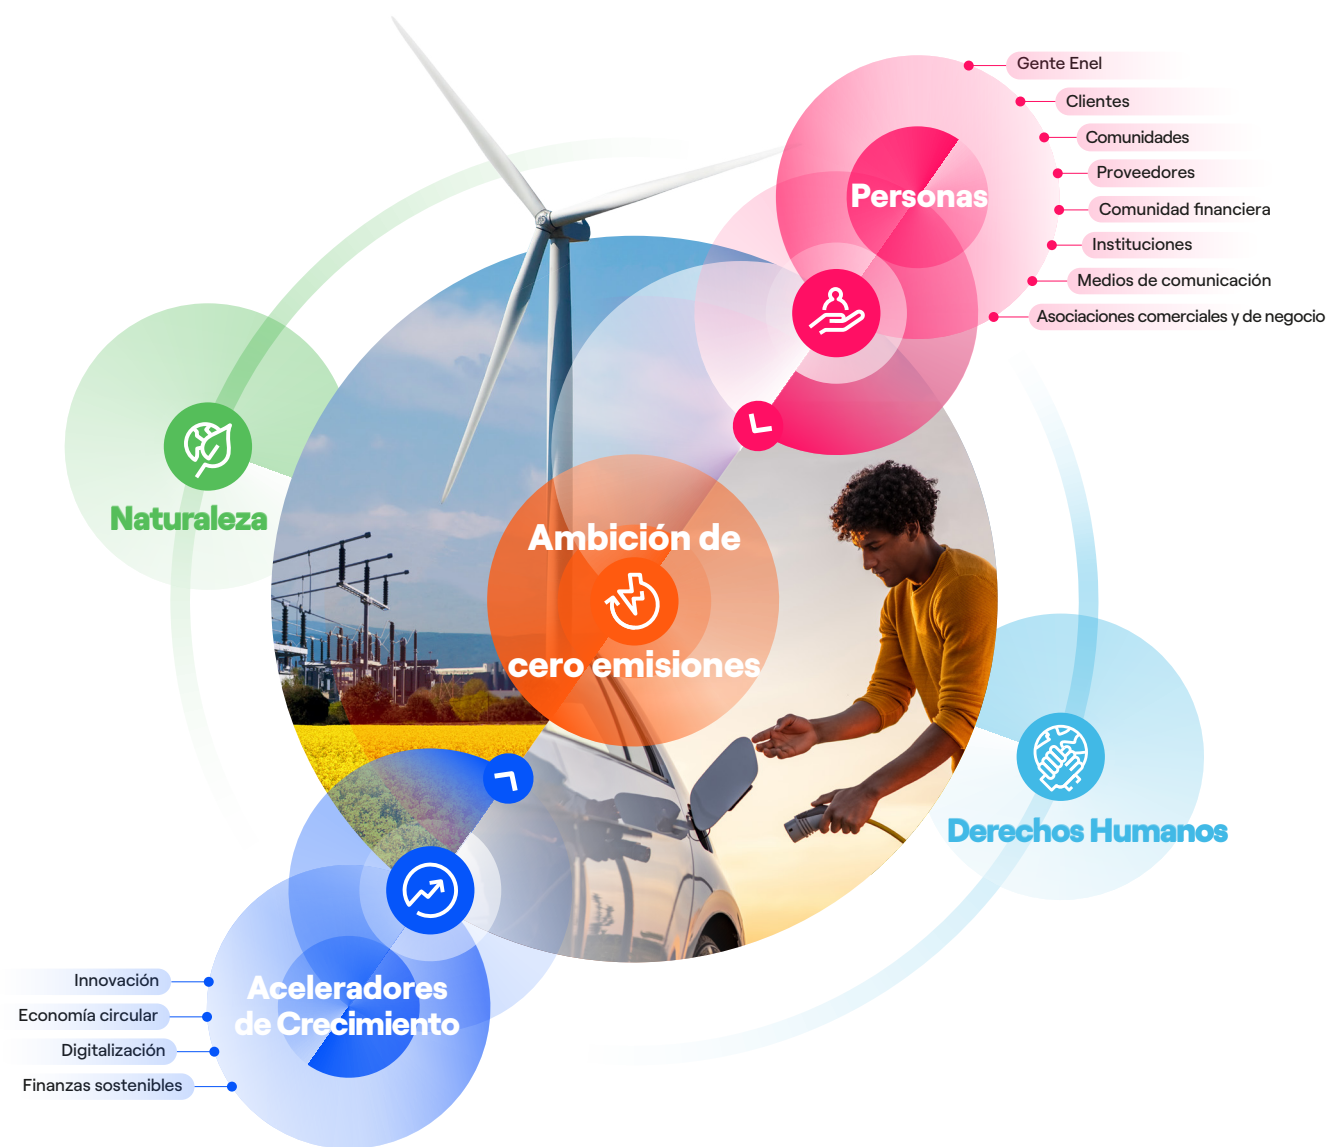 Gente Enel
Clientes
Comunidades
Proveedores
Comunidad financiera
Instituciones
Medios de comunicación
Asociaciones comerciales y de negocio
Personas
Naturaleza
Ambición de
cero emisiones
Derechos Humanos
Aceleradores
de Crecimiento
Innovación
Economía circular
Digitalización
Finanzas sostenibles